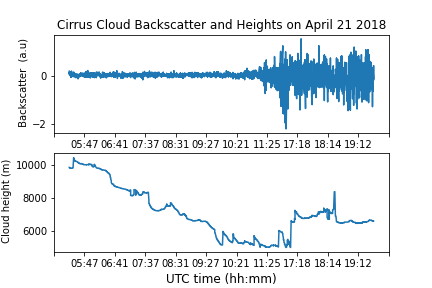 Cirrus Cloud Backscatter and Heights on April 21 2018
Backscatter (a.u)
0
−2
05:47 06:41 07:37 08:31 09:27 10:21 11:25 17:18 18:14 19:12
Cloud height (m)
10000
8000
6000
05:47 06:41 07:37 08:31 09:27 10:21 11:25 17:18 18:14 19:12
UTC time (hh:mm)